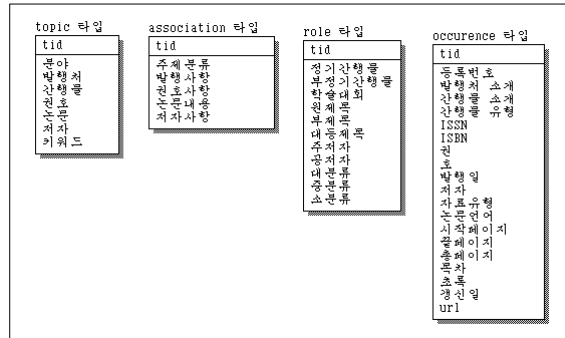 topic 타입
tid
분야
발행처
간행물
권호
논문
저자
키워드
association 타입
tid
주제분류
발행사항
권호사항
논문내용
저자사항
role 타입
tid
정기간행물
부정기간행물
학술대회
원제목
부제목
대등제목
주저자
공저자
대분류
중분류
소분류
occurence 타입
tid
등록번호
발행처 소개
간행물 소개
간행물 유형
ISSN
ISBN
권
호
발행일
저자
자료유형
논문언어
시작페이지
끝페이지
총페이지
목차
초록
갱신일
url